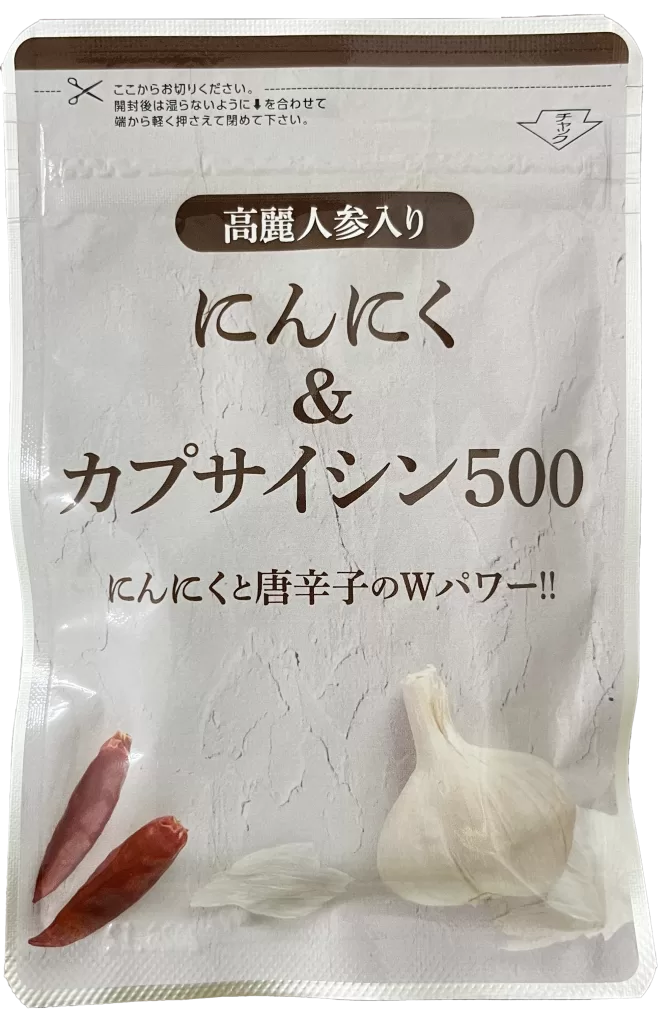 ここからお切りください。
開封後は湿らないように⬇を合わせて
端から軽く押さえて閉めて下さい。
チャック
高麗人参入り
にんにく
&
カプサイシン500
にんにくと唐辛子のWパワー!!